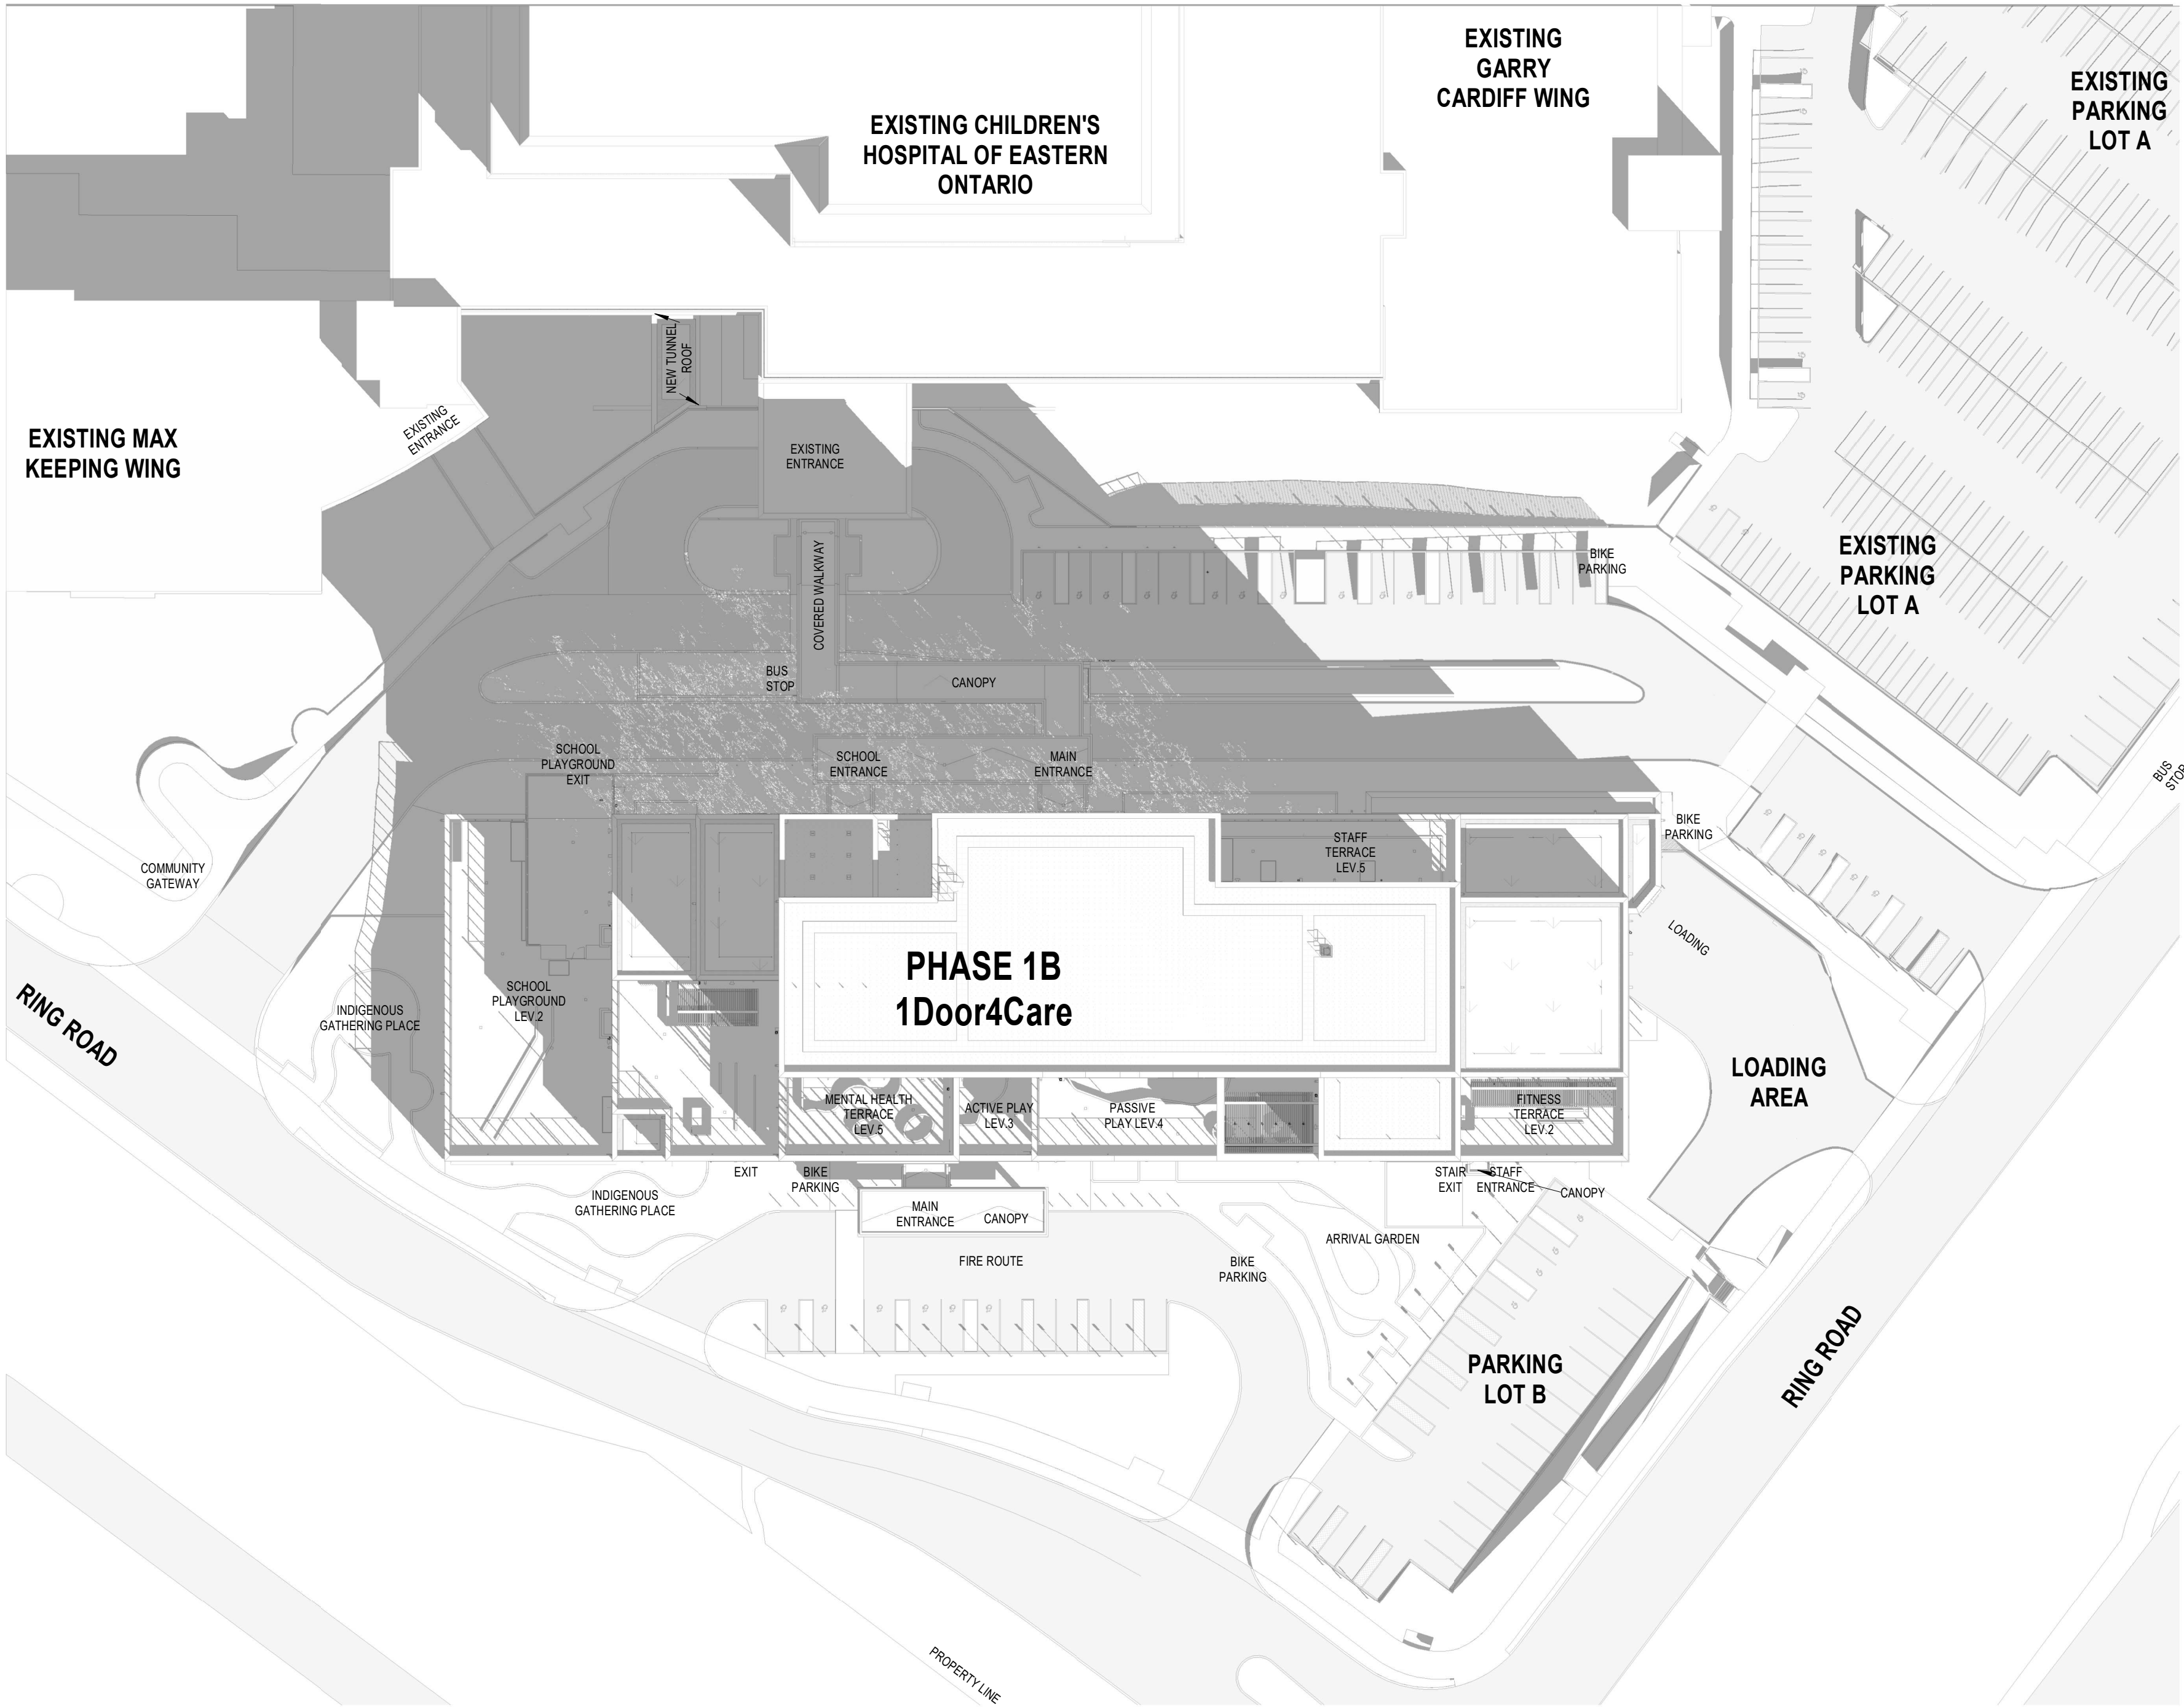 EXISTING
GARRY
CARDIFF WING
EXISTING
PARKING
LOT A
EXISTING CHILDREN'S
HOSPITAL OF EASTERN
ONTARIO
NEW TUNNEL
ROOF
EXISTING MAX
KEEPING WING
EXISTING
ENTRANCE
EXISTING
ENTRANCE
COVERED WALKWAY
BIKE
PARKING
EXISTING
PARKING
LOT A
BUS
STOP
CANOPY
SCHOOL
PLAYGROUND
EXIT
SCHOOL
ENTRANCE
MAIN
ENTRANCE
BUS
STOP
BIKE
PARKING
STAFF
TERRACE
LEV.5
COMMUNITY
GATEWAY
LOADING
PHASE 1B
1Door4Care
SCHOOL
PLAYGROUND
LEV.2
INDIGENOUS
GATHERING PLACE
RING ROAD
LOADING
AREA
MENTAL HEALTH
TERRACE
LEV.5
ACTIVE PLAY
LEV.3
PASSIVE
PLAY LEV.4
FITNESS
TERRACE
LEV.2
EXIT
BIKE
PARKING
STAIR
EXIT
STAFF
ENTRANCE
CANOPY
INDIGENOUS
GATHERING PLACE
MAIN
ENTRANCE
CANOPY
ARRIVAL GARDEN
FIRE ROUTE
BIKE
PARKING
PARKING
LOT B
RING ROAD
PROPERTY LINE